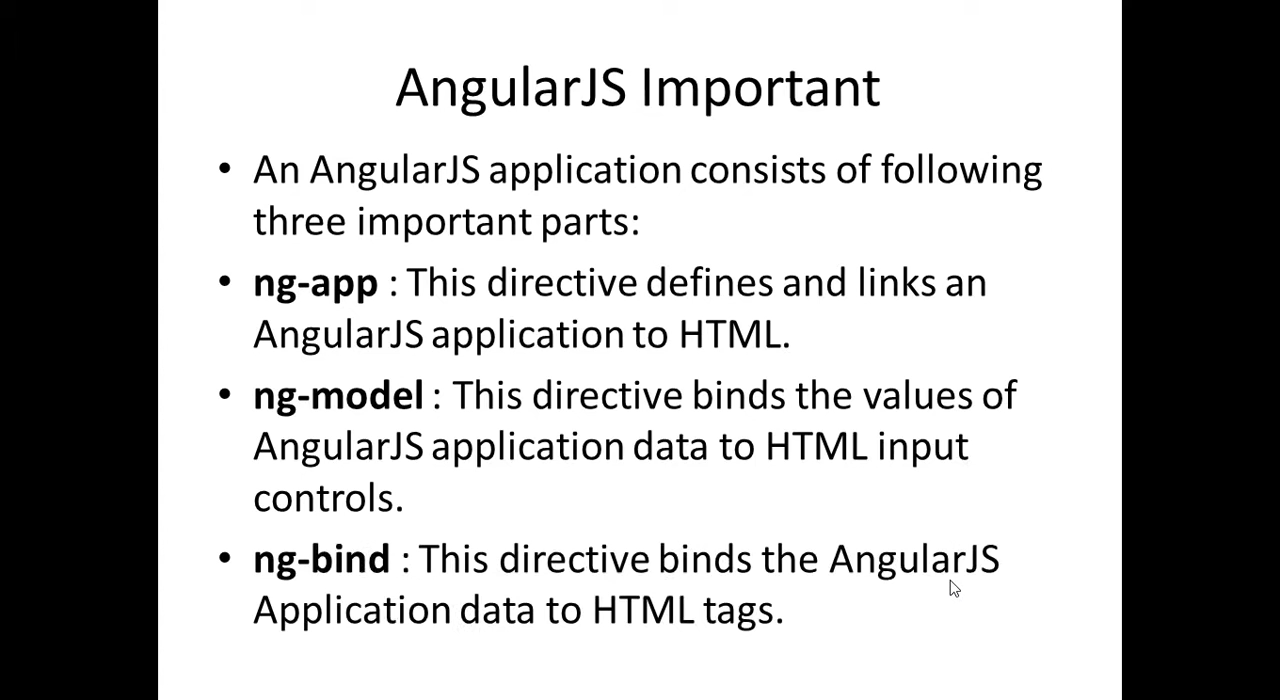 AngularJS Important
• An AngularJS application consists of following
three important parts:
• ng-app : This directive defines and links an
AngularJS application to HTML.
• ng-model : This directive binds the values of
AngularJS application data to HTML input
controls.
• ng-bind : This directive binds the AngularJS
Application data to HTML tags.